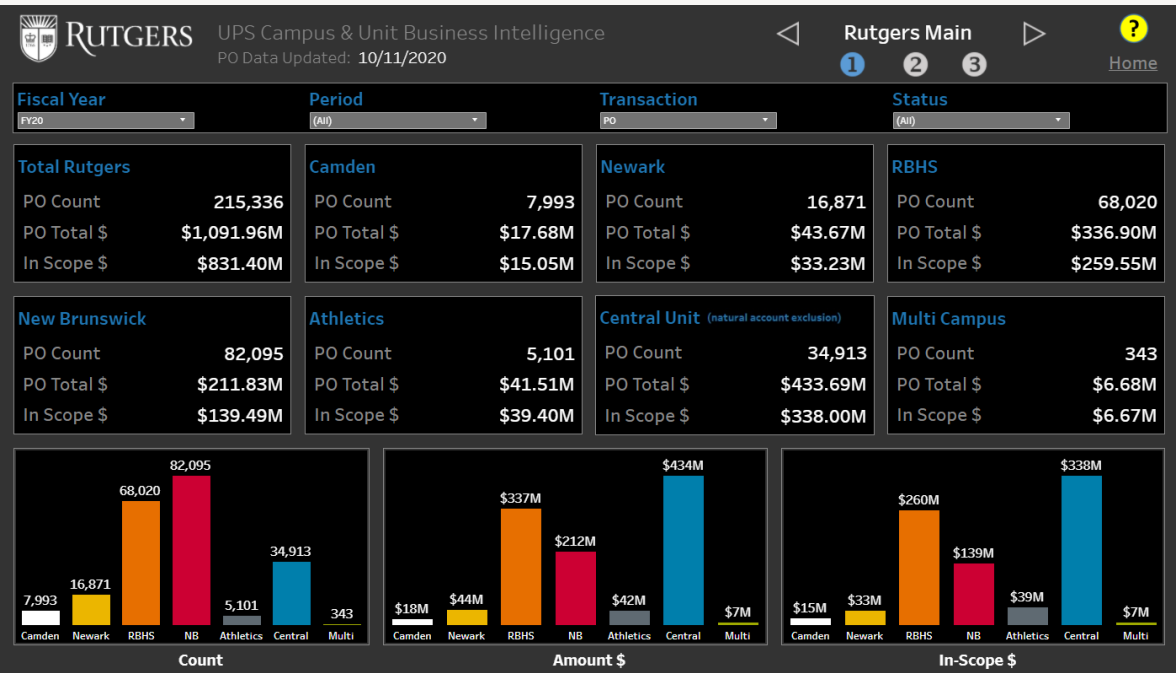 RUTGERS
UPS Campus & Unit Business Intelligence
PO Data Updated: 10/11/2020
Rutgers Main
1 2 3
?
Home
Fiscal Year Period Transaction Status
FY20 (All) PO (All)
Total Rutgers
PO Count 215,336
PO Total $ $1,091.96M
In Scope $ $831.40M
Camden
PO Count 7,993
PO Total $ $17.68M
In Scope $ $15.05M
Newark
PO Count 16,871
PO Total $ $43.67M
In Scope $ $33.23M
RBHS
PO Count 68,020
PO Total $ $336.90M
In Scope $ $259.55M
New Brunswick
PO Count 82,095
PO Total $ $211.83M
In Scope $ $139.49M
Athletics
PO Count 5,101
PO Total $ $41.51M
In Scope $ $39.40M
Central Unit (natural account exclusion)
PO Count 34,913
PO Total $ $433.69M
In Scope $ $338.00M
Multi Campus
PO Count 343
PO Total $ $6.68M
In Scope $ $6.67M
7,993 16,871 68,020 82,095 5,101 34,913 343
Camden Newark RBHS NB Athletics Central Multi
Count
$18M $44M $337M $212M $42M $434M $7M
Camden Newark RBHS NB Athletics Central Multi
Amount $
$15M $33M $260M $139M $39M $338M $7M
Camden Newark RBHS NB Athletics Central Multi
In-Scope $